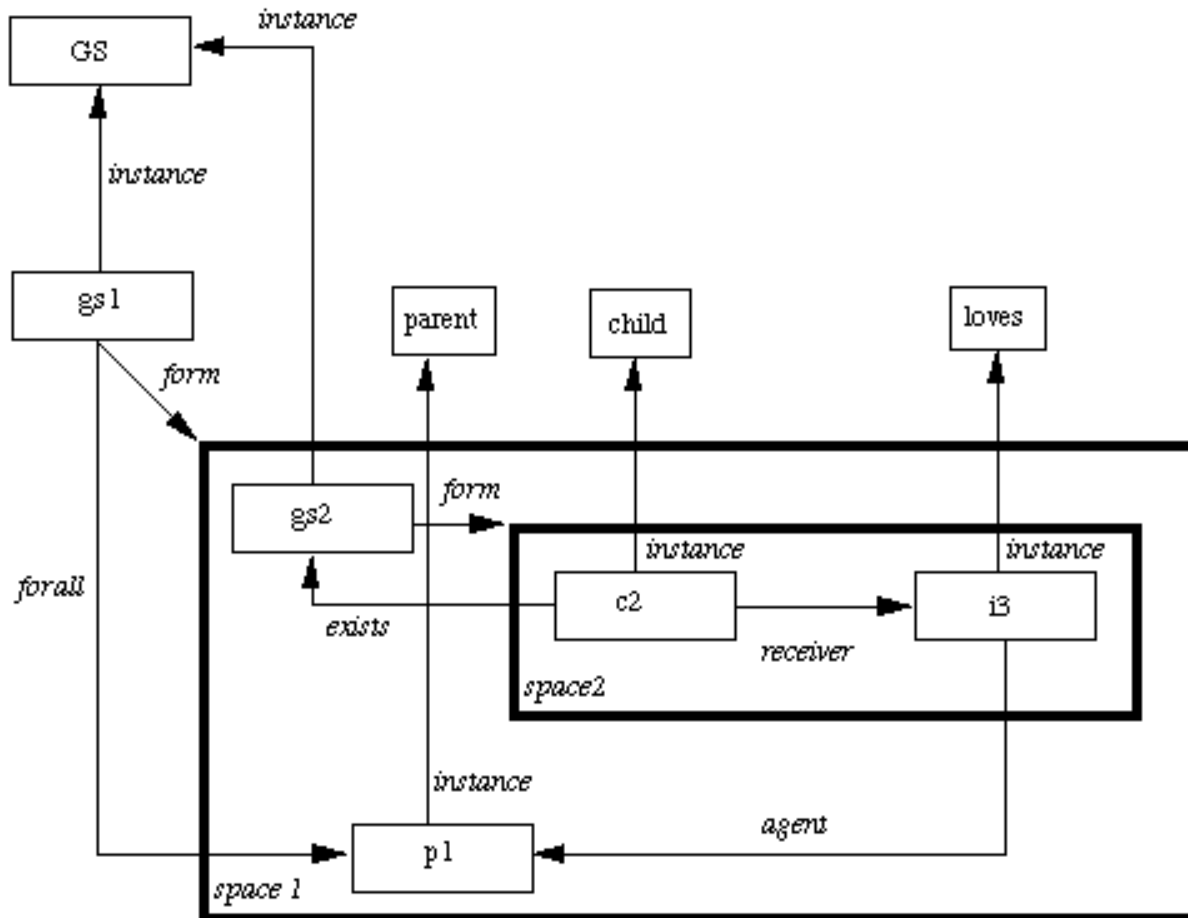 instance
GS
instance
gs1
parent
child
loves
form
gs2
form
instance
instance
forall
c2
i3
exists
receiver
space2
instance
agent
p1
space 1